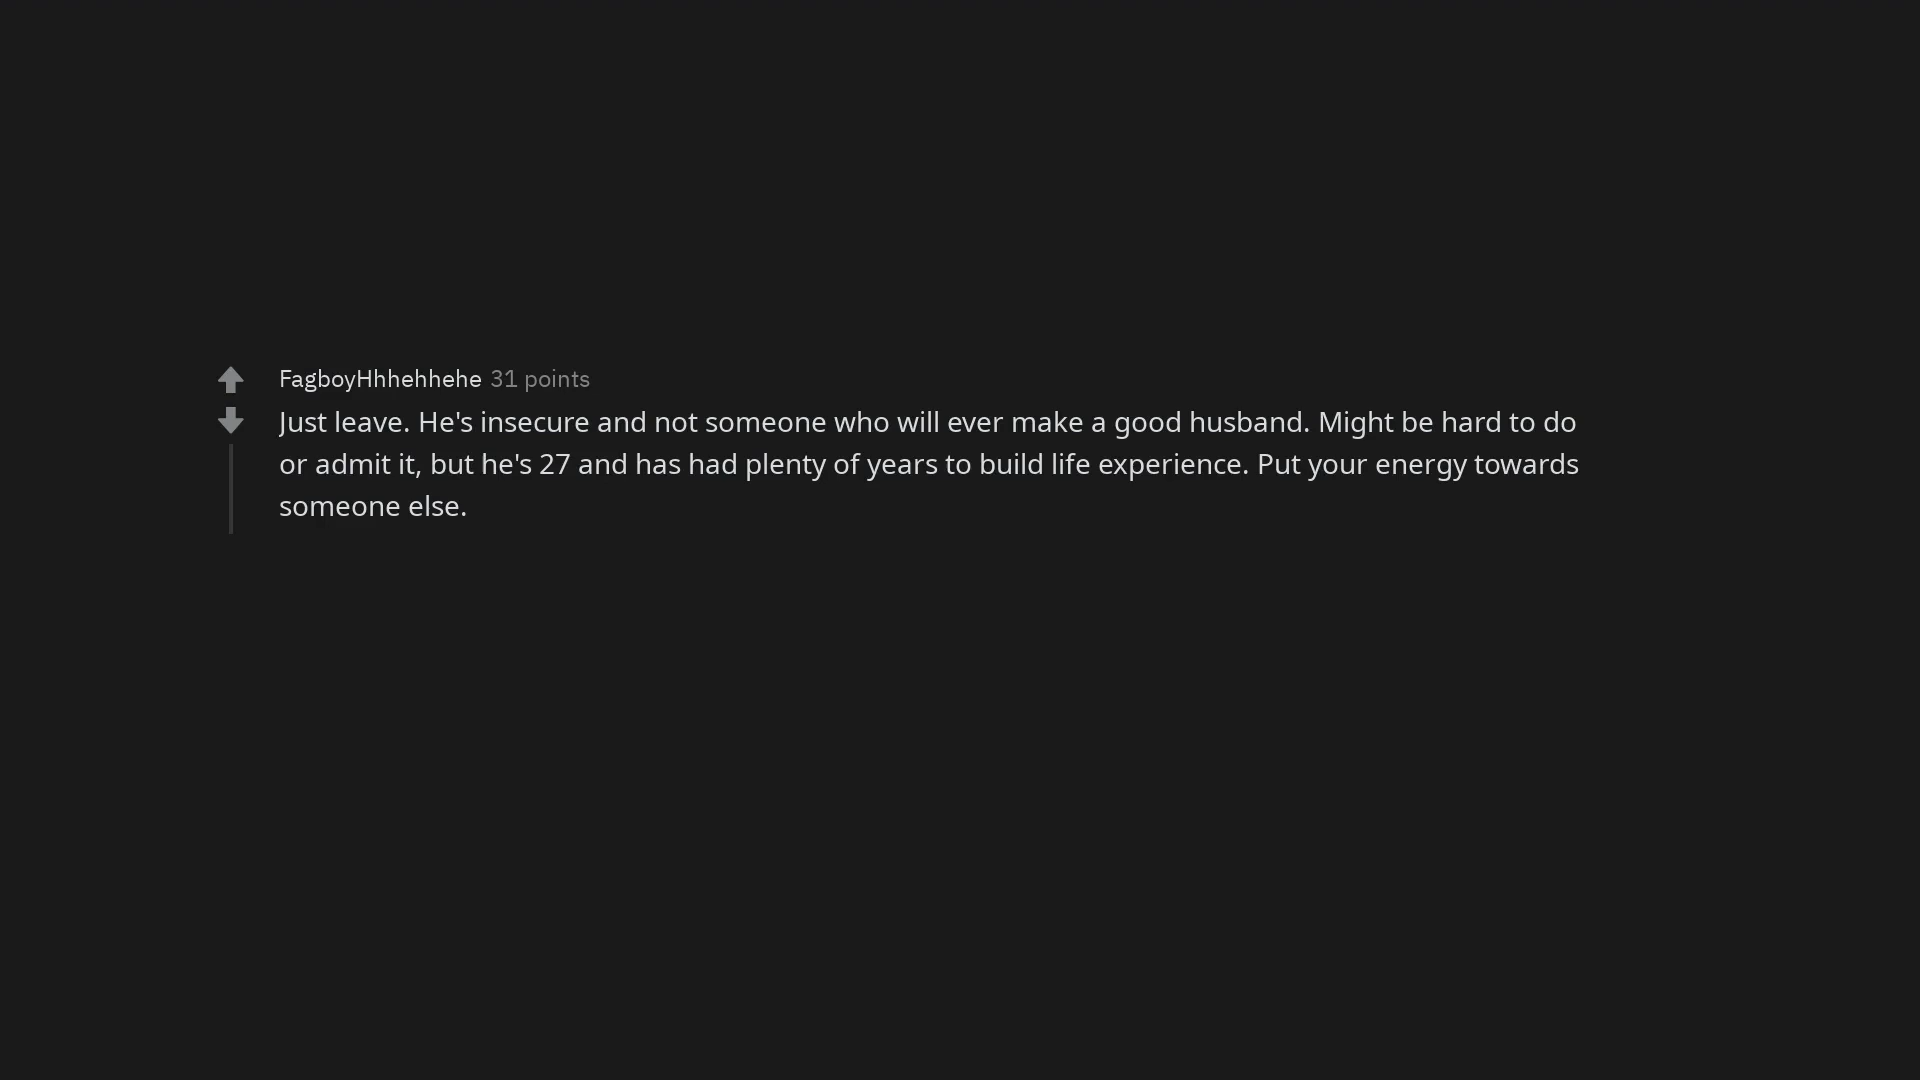 FagboyHhhehhehe 31 points
Just leave. He's insecure and not someone who will ever make a good husband. Might be hard to do
or admit it, but he's 27 and has had plenty of years to build life experience. Put your energy towards
someone else.